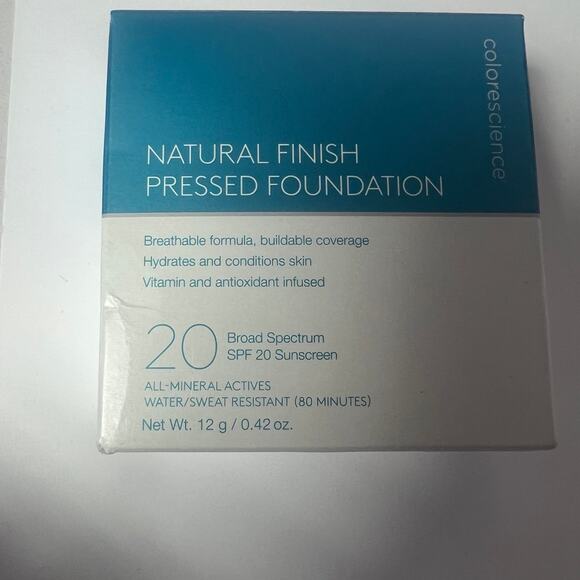 colorescience®
NATURAL FINISH
PRESSED FOUNDATION
Breathable formula, buildable coverage
Hydrates and conditions skin
Vitamin and antioxidant infused
20
Broad Spectrum
SPF 20 Sunscreen
ALL-MINERAL ACTIVES
WATER/SWEAT RESISTANT (80 MINUTES)
Net Wt. 12 g / 0.42 oz.